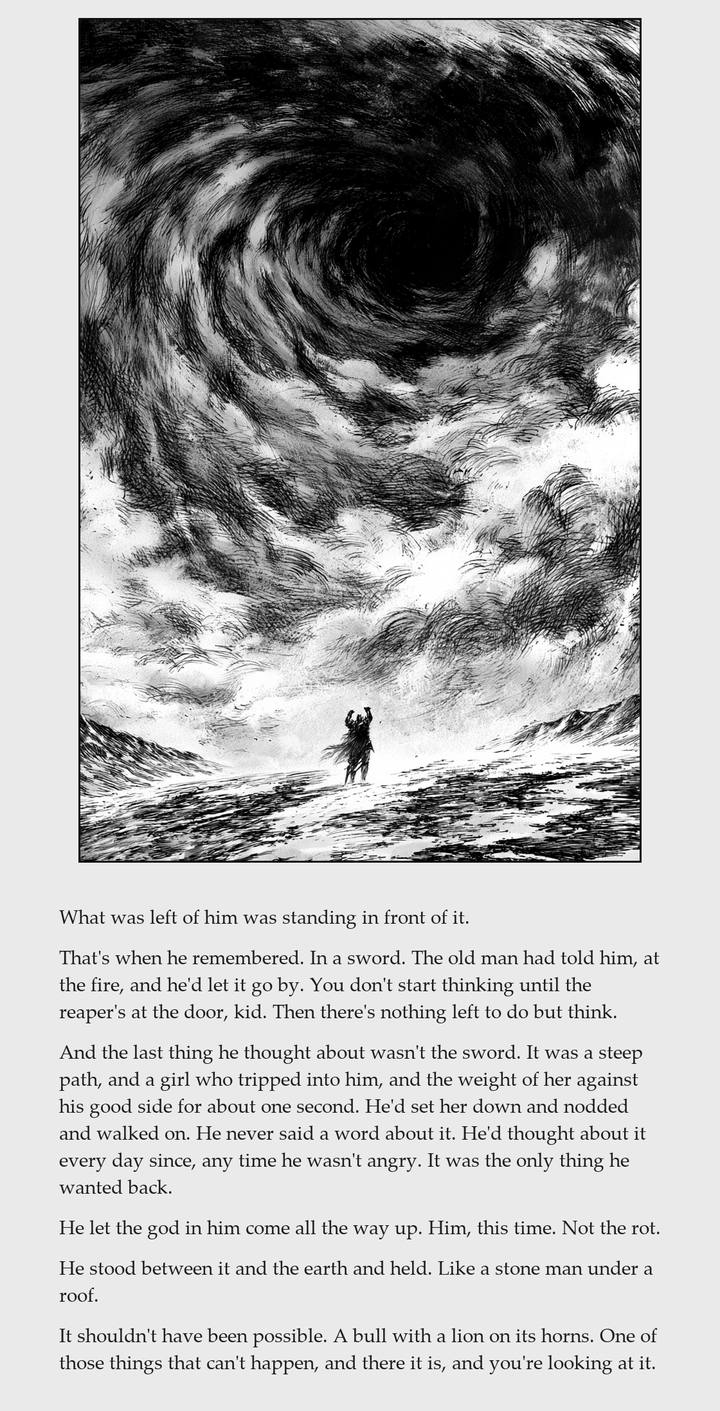 What was left of him was standing in front of it.
That's when he remembered. In a sword. The old man had told him, at
the fire, and he'd let it go by. You don't start thinking until the
reaper's at the door, kid. Then there's nothing left to do but think.
And the last thing he thought about wasn't the sword. It was a steep
path, and a girl who tripped into him, and the weight of her against
his good side for about one second. He'd set her down and nodded
and walked on. He never said a word about it. He'd thought about it
every day since, any time he wasn't angry. It was the only thing he
wanted back.
He let the god in him come all the way up. Him, this time. Not the rot.
He stood between it and the earth and held. Like a stone man under a
roof.
It shouldn't have been possible. A bull with a lion on its horns. One of
those things that can't happen, and there it is, and you're looking at it.